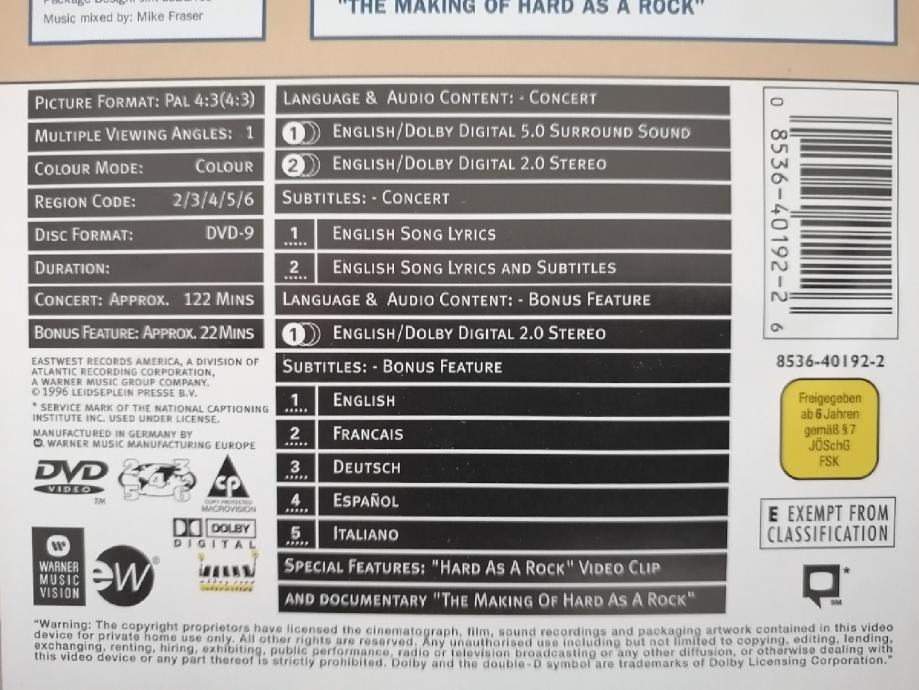 Music mixed by: Mike Fraser
"THE MAKING OF HARD AS A ROCK"
PICTURE FORMAT: PAL 4:3(4:3)
MULTIPLE VIEWING ANGLES: 1
COLOUR MODE: COLOUR
REGION CODE: 2/3/4/5/6
DISC FORMAT: DVD-9
DURATION:
CONCERT: APPROX. 122 MINS
BONUS FEATURE: APPROX. 22 MINS
EASTWEST RECORDS AMERICA, A DIVISION OF
ATLANTIC RECORDING CORPORATION,
A WARNER MUSIC GROUP COMPANY.
© 1996 LEIDSEPLEIN PRESSE B.V.
* SERVICE MARK OF THE NATIONAL CAPTIONING
INSTITUTE INC. USED UNDER LICENSE.
MANUFACTURED IN GERMANY BY
WARNER MUSIC MANUFACTURING EUROPE
DVD
VIDEO
TM
2 3
5 4 6
CP
COPY PROTECTED
MACROVISION
DOLBY
DIGITAL
WARNER
MUSIC
VISION
eW®
LANGUAGE & AUDIO CONTENT: - CONCERT
1 ENGLISH/DOLBY DIGITAL 5.0 SURROUND SOUND
2 ENGLISH/DOLBY DIGITAL 2.0 STEREO
SUBTITLES: - CONCERT
1 ENGLISH SONG LYRICS
2 ENGLISH SONG LYRICS AND SUBTITLES
LANGUAGE & AUDIO CONTENT: - BONUS FEATURE
1 ENGLISH/DOLBY DIGITAL 2.0 STEREO
SUBTITLES: - BONUS FEATURE
1 ENGLISH
2 FRANCAIS
3 DEUTSCH
4 ESPAÑOL
5 ITALIANO
SPECIAL FEATURES: "HARD AS A ROCK" VIDEO CLIP
AND DOCUMENTARY "THE MAKING OF HARD AS A ROCK"
0 8536-40192-2 6
8536-40192-2
Freigegeben
ab 6 Jahren
gemäß § 7
JÖSchG
FSK
E EXEMPT FROM
CLASSIFICATION
*
SM
"Warning: The copyright proprietors have licensed the cinematograph, film, sound recordings and packaging artwork contained in this video
device for private home use only. All other rights are reserved. Any unauthorised use including but not limited to copying, editing, lending,
exchanging, renting, hiring, exhibiting, public performance, radio or television broadcasting or any other diffusion, or otherwise dealing with
this video device or any part thereof is strictly prohibited. Dolby and the double-D symbol are trademarks of Dolby Licensing Corporation."